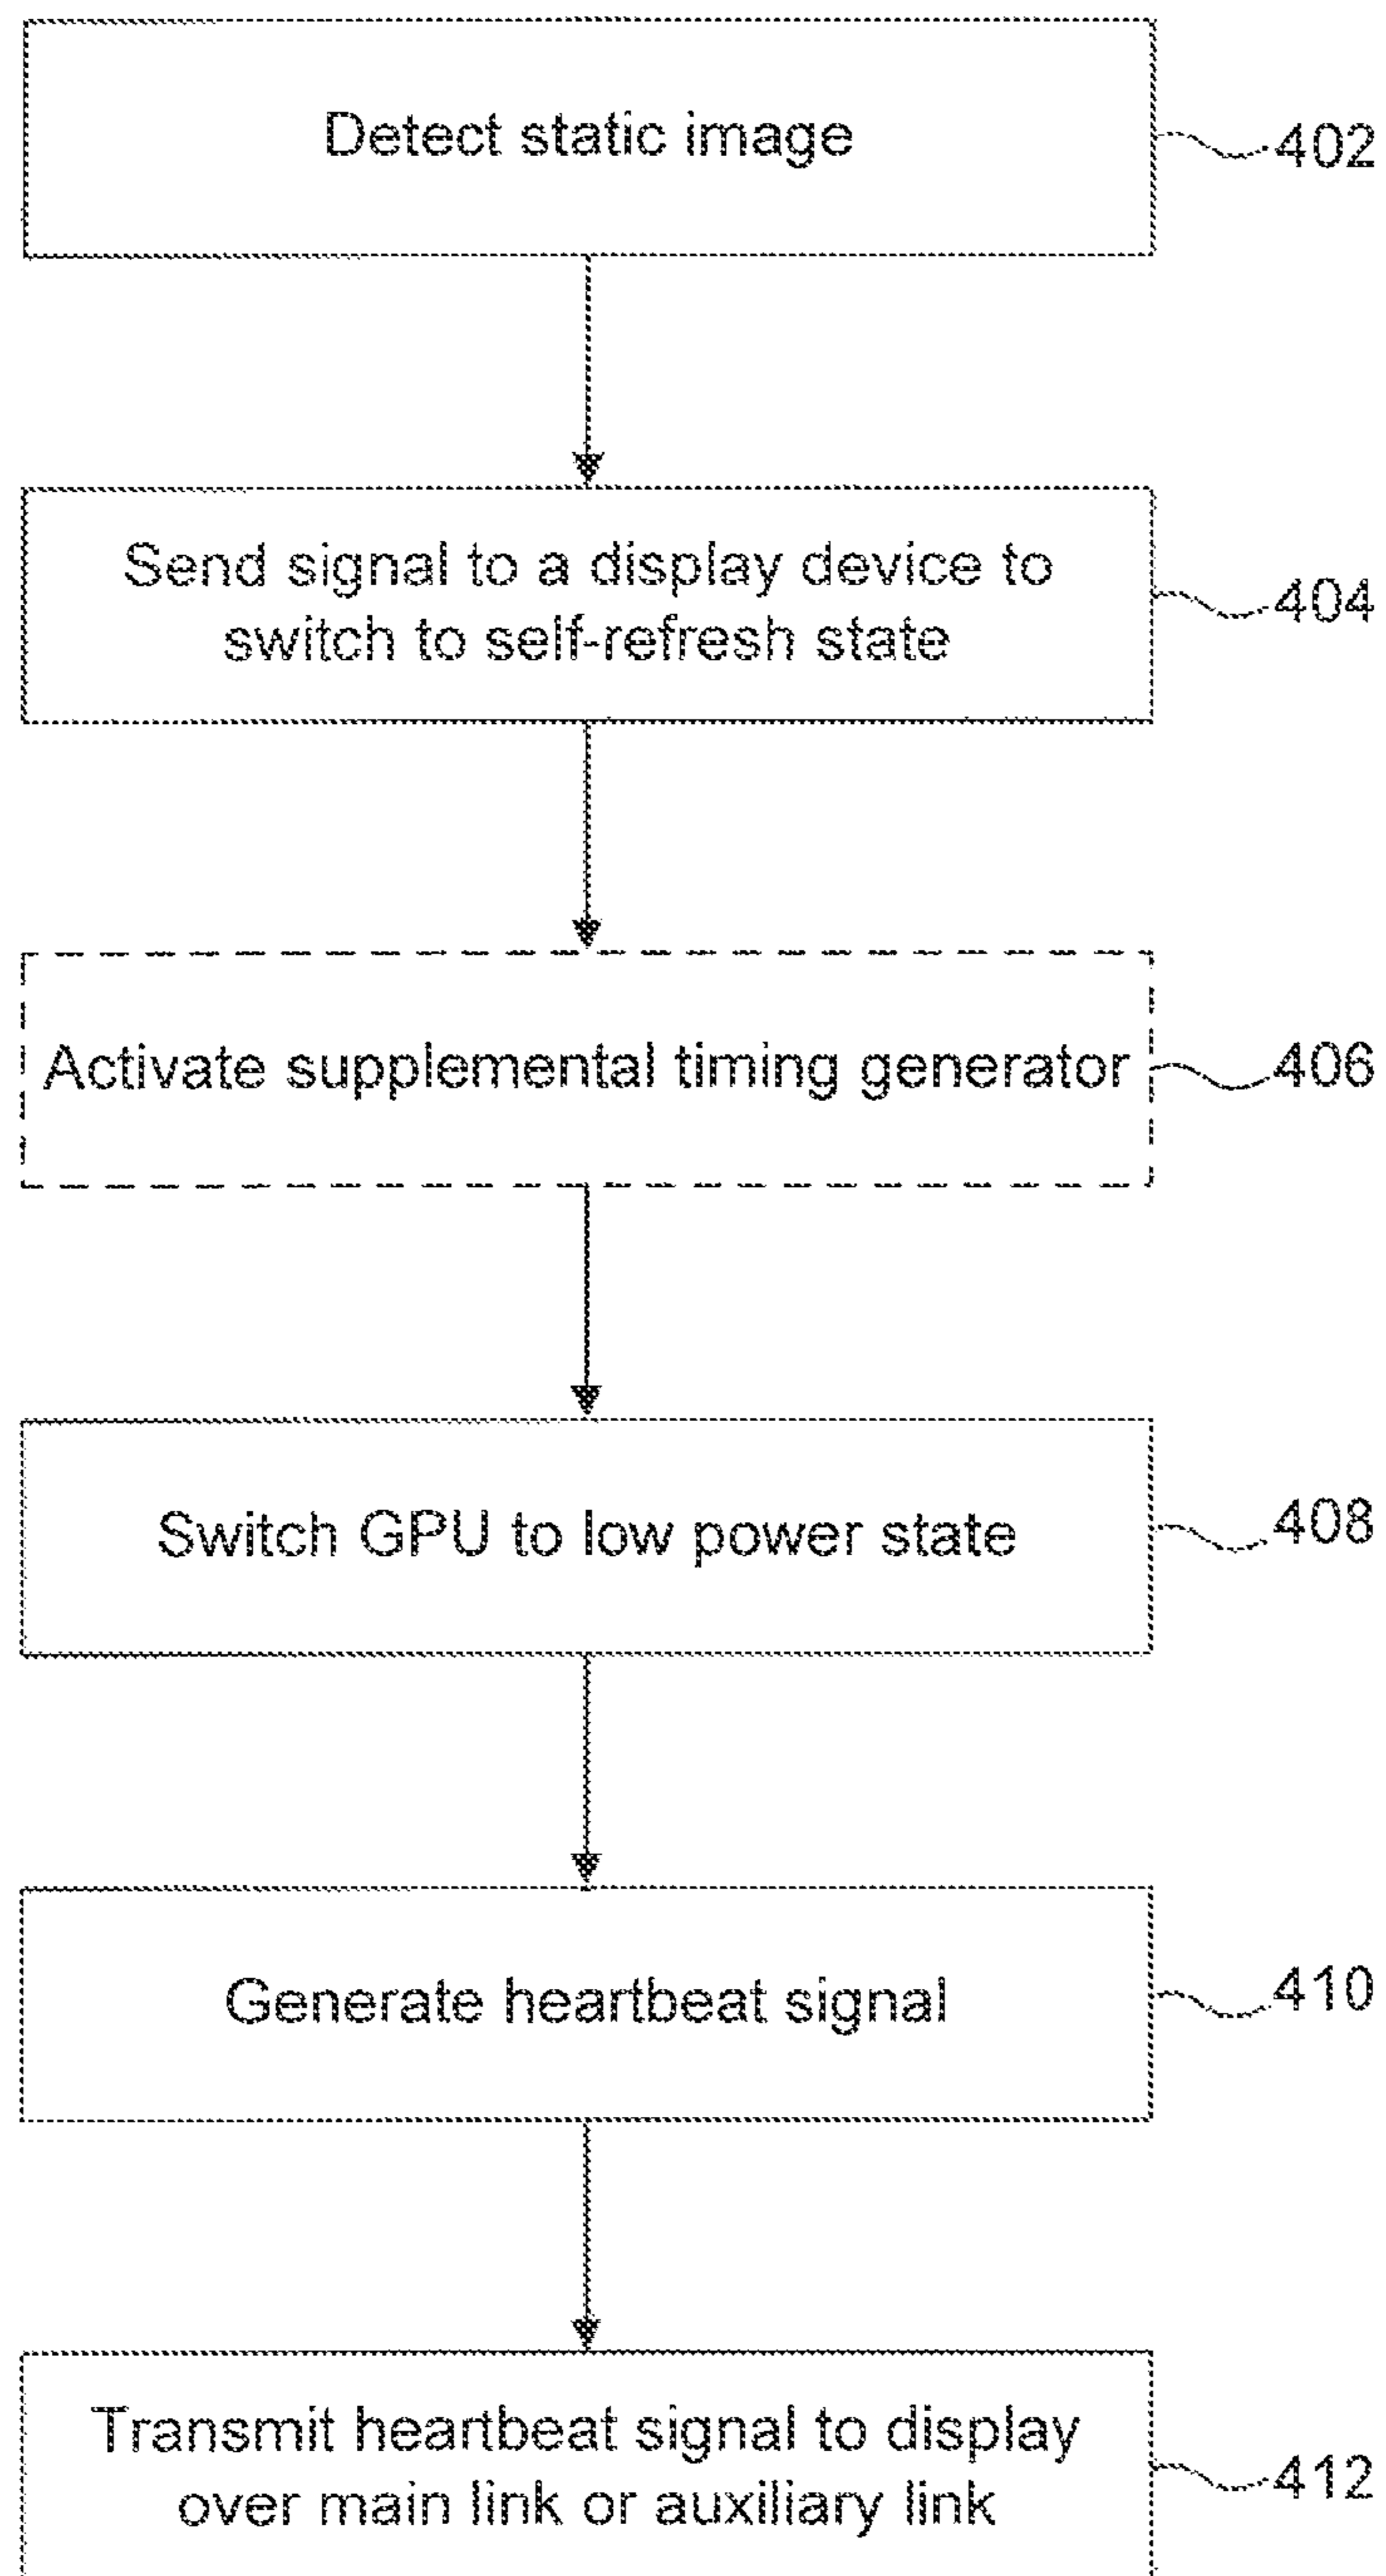 Detect static image
402
Send signal to a display device to
switch to self-refresh state
404
Activate supplemental timing generator
406
Switch GPU to low power state
408
Generate heartbeat signal
410
Transmit heartbeat signal to display
over main link or auxiliary link
412